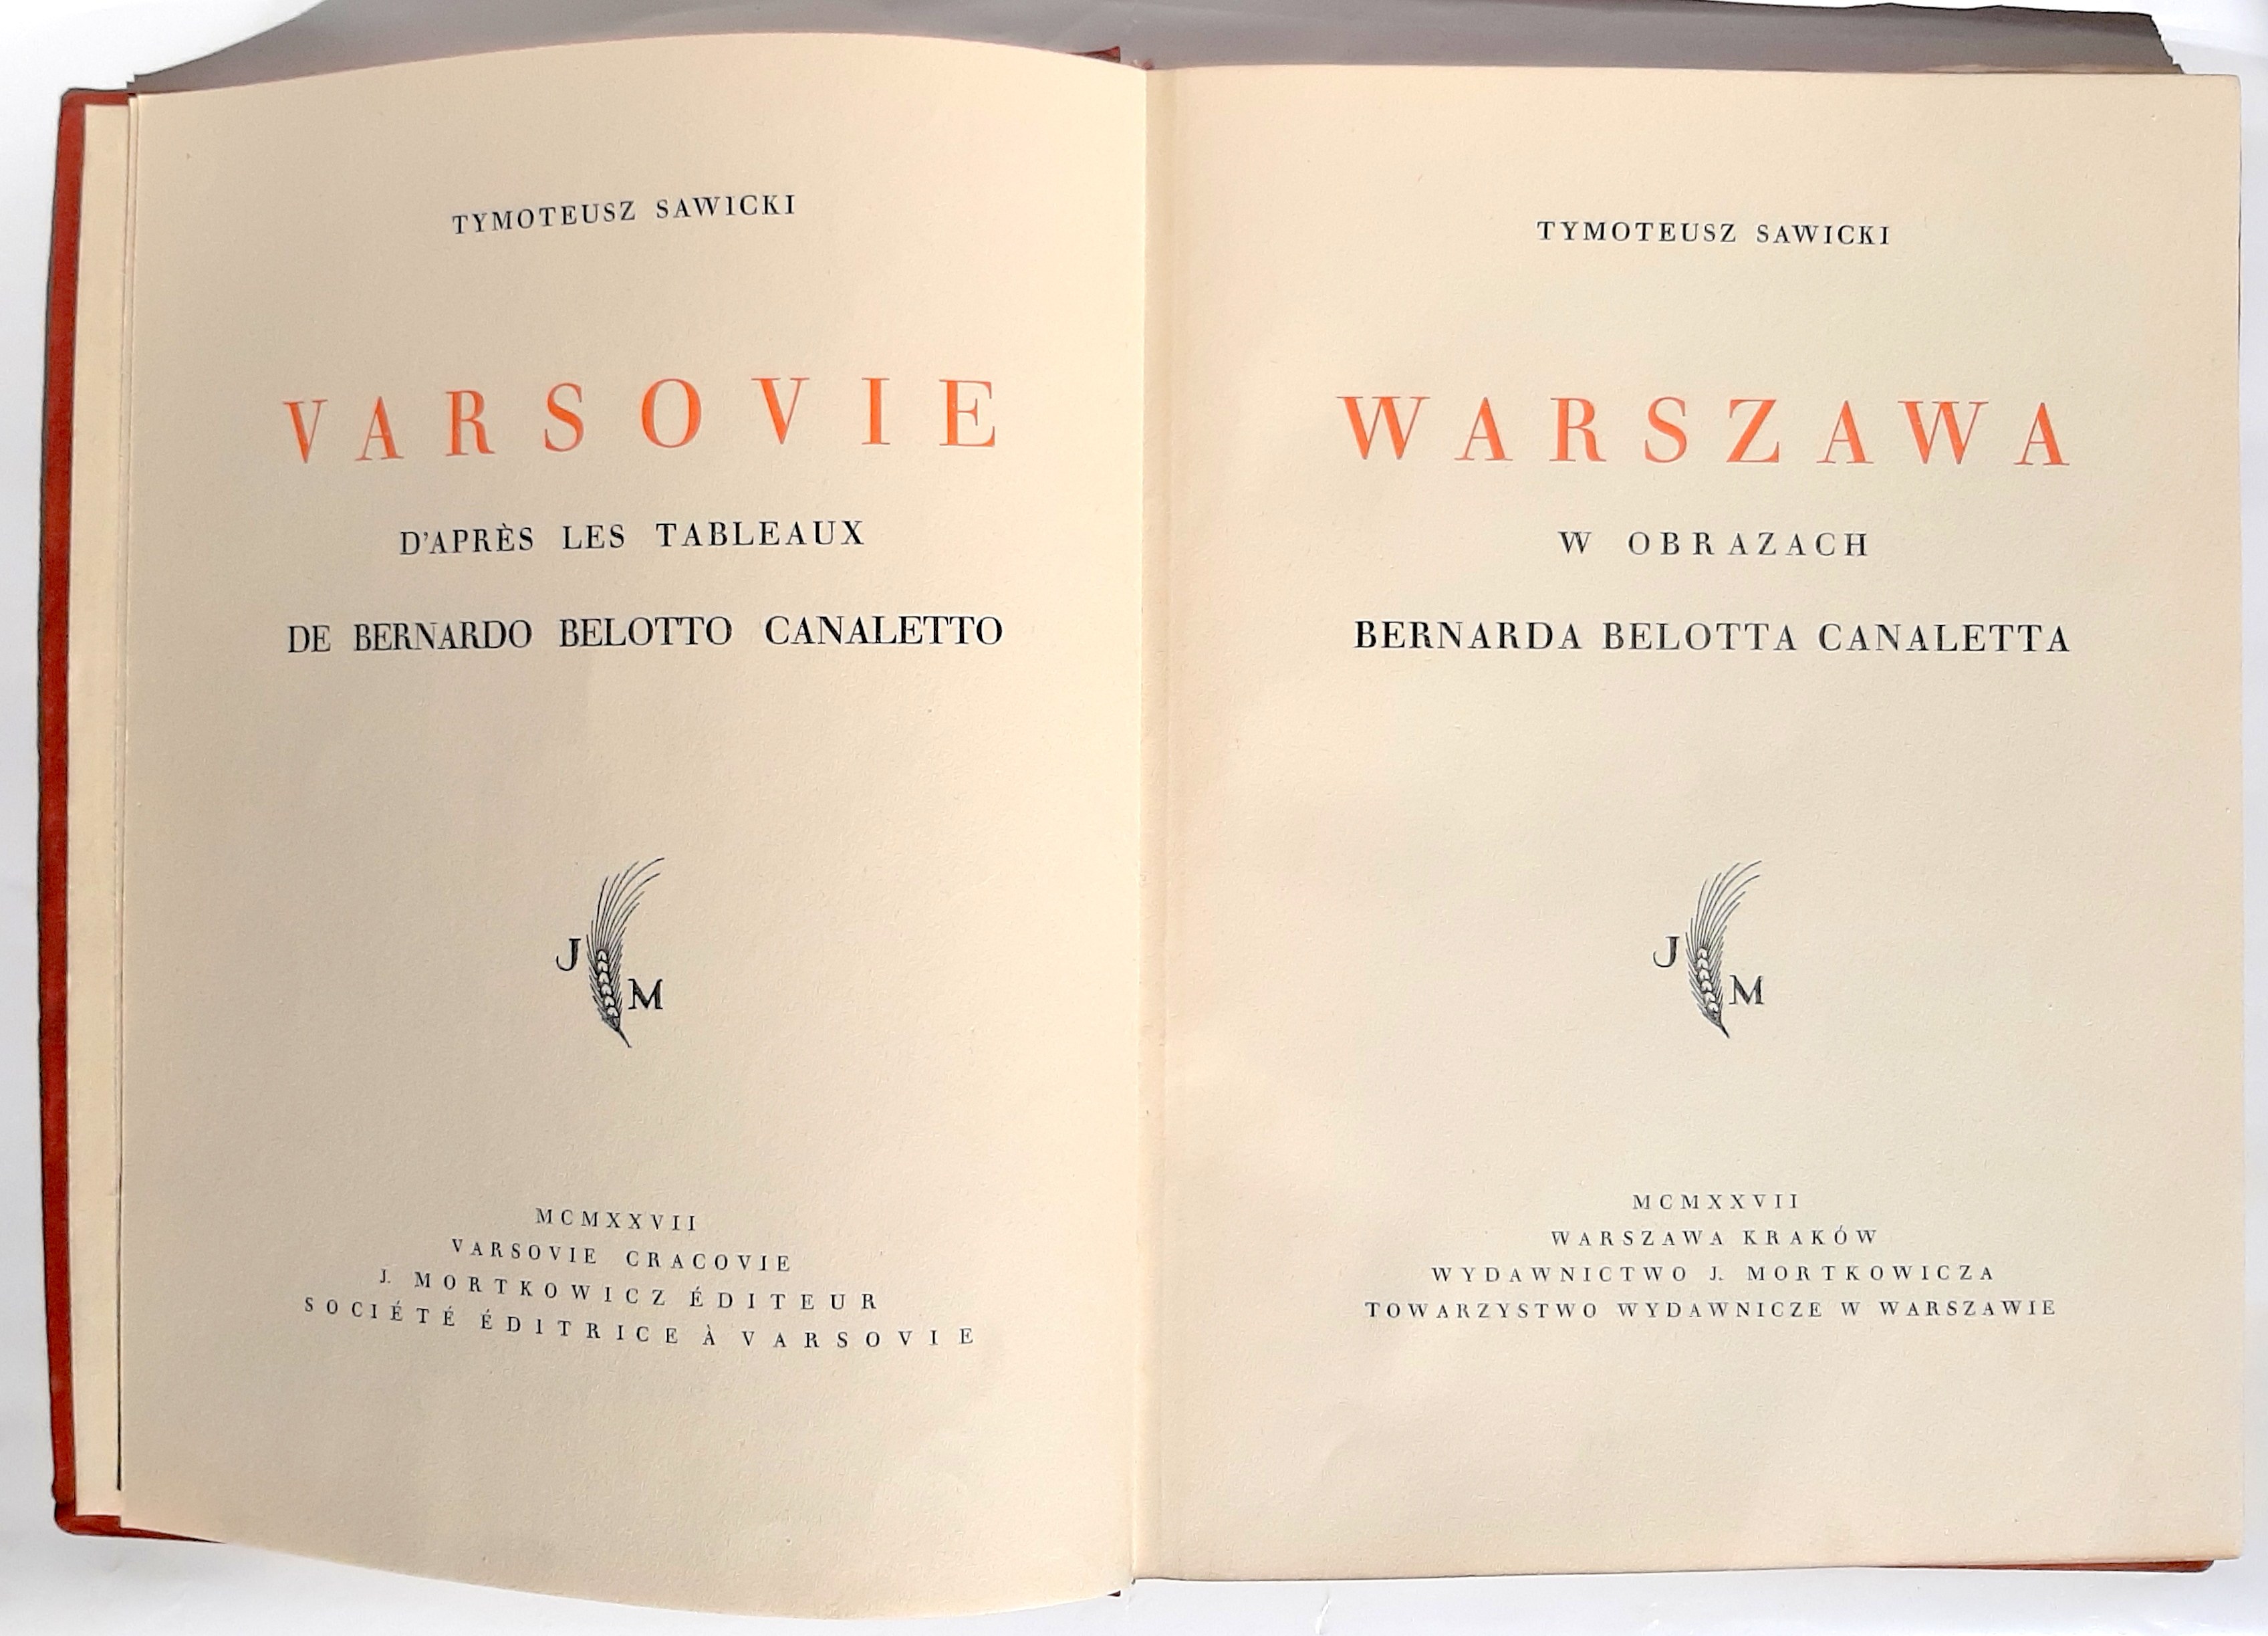 TYMOTEUSZ SAWICKI
VARSOVIE
D'APRÈS LES TABLEAUX
DE BERNARDO BELOTTO CANALETTO
J M
MCMXXVII
VARSOVIE CRACOVIE
J. MORTKOWICZ ÉDITEUR
SOCIÉTÉ ÉDITRICE À VARSOVIE
TYMOTEUSZ SAWICKI
WARSZAWA
W OBRAZACH
BERNARDA BELOTTA CANALETTA
J M
MCMXXVII
WARSZAWA KRAKÓW
WYDAWNICTWO J. MORTKOWICZA
TOWARZYSTWO WYDAWNICZE W WARSZAWIE